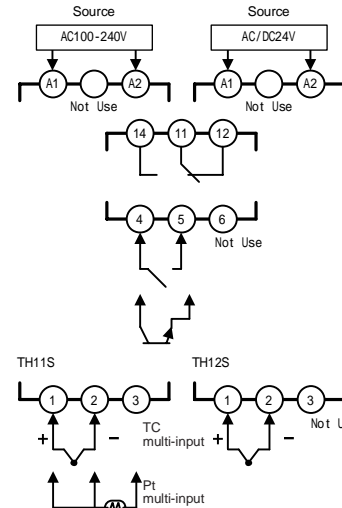 Source Source
AC100-240V AC/DC24V
A1 A2 A1 A2
Not Use Not Use
14 11 12
4 5 6
Not Use
TH11S TH12S
1 2 3 1 2 3
TC
multi-input
Not U
+ - + -
Pt
multi-input